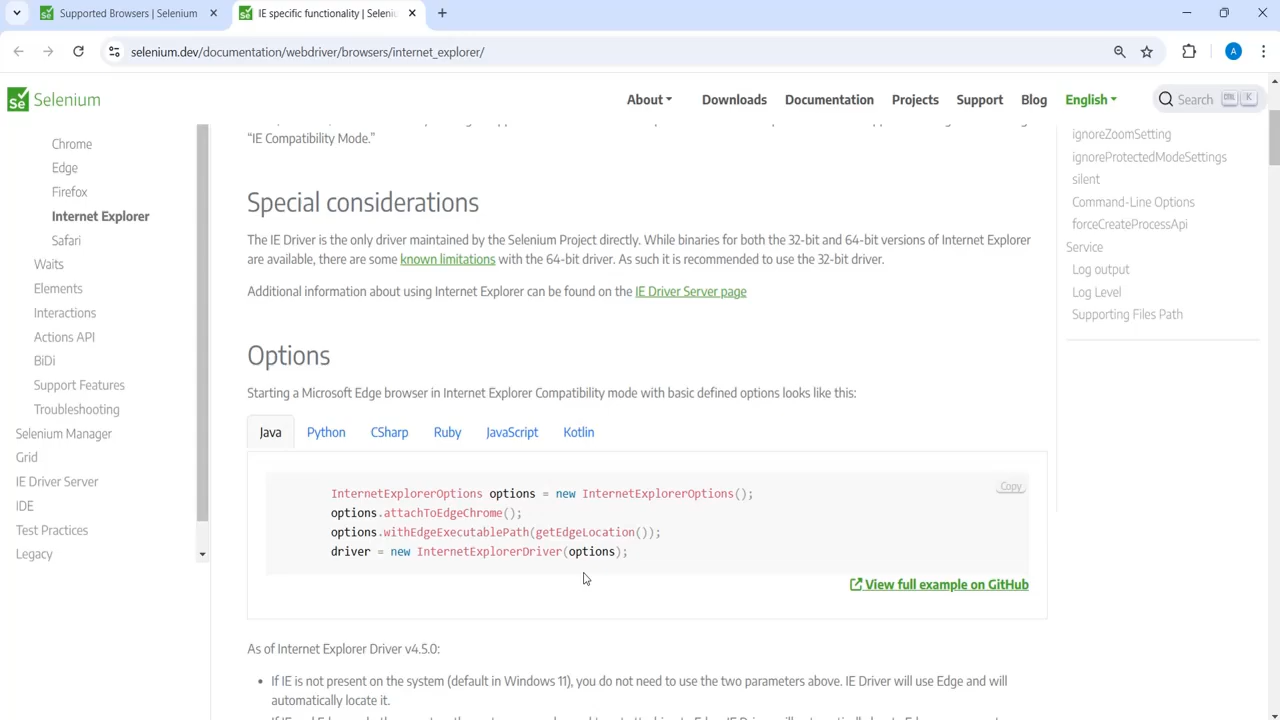 Supported Browsers | Selenium
IE specific functionality | Seleni
selenium.dev/documentation/webdriver/browsers/internet_explorer/
A
Se Selenium
About
Downloads
Documentation
Projects
Support
Blog
English
Search
Ctrl K
Chrome
Edge
Firefox
Internet Explorer
Safari
Waits
Elements
Interactions
Actions API
BiDi
Support Features
Troubleshooting
Selenium Manager
Grid
IE Driver Server
IDE
Test Practices
Legacy
“IE Compatibility Mode.”
Special considerations
The IE Driver is the only driver maintained by the Selenium Project directly. While binaries for both the 32-bit and 64-bit versions of Internet Explorer
are available, there are some known limitations with the 64-bit driver. As such it is recommended to use the 32-bit driver.
Additional information about using Internet Explorer can be found on the IE Driver Server page
Options
Starting a Microsoft Edge browser in Internet Explorer Compatibility mode with basic defined options looks like this:
Java Python CSharp Ruby JavaScript Kotlin
Copy
InternetExplorerOptions options = new InternetExplorerOptions();
options.attachToEdgeChrome();
options.withEdgeExecutablePath(getEdgeLocation());
driver = new InternetExplorerDriver(options);
View full example on GitHub
As of Internet Explorer Driver v4.5.0:
• If IE is not present on the system (default in Windows 11), you do not need to use the two parameters above. IE Driver will use Edge and will
automatically locate it.
ignoreZoomSetting
ignoreProtectedModeSettings
silent
Command-Line Options
forceCreateProcessApi
Service
Log output
Log Level
Supporting Files Path